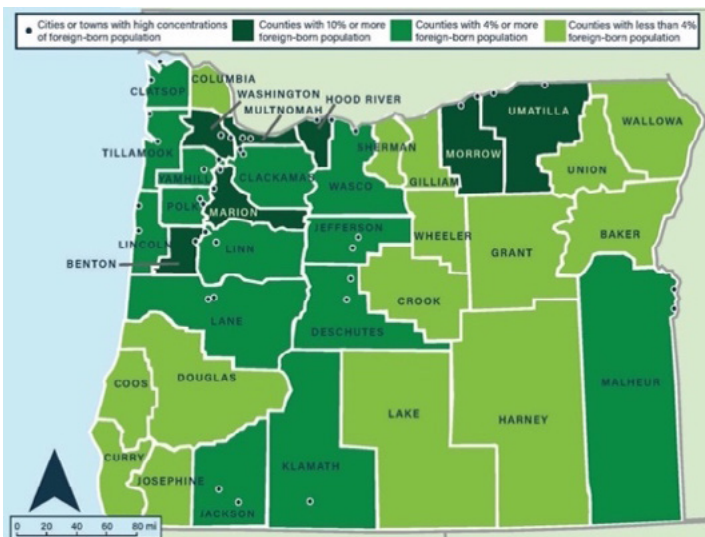 Cities or towns with high concentrations
of foreign-born population
Counties with 10% or more
foreign-born population
Counties with 4% or more
foreign-born population
Counties with less than 4%
foreign-born population
COLUMBIA
CLATSOP
WASHINGTON
MULTNOMAH
HOOD RIVER
UMATILLA
WALLOWA
TILLAMOOK
SHERMAN
MORROW
UNION
YAMHILL
CLACKAMAS
WASCO
GILLIAM
POLK
MARION
JEFFERSON
WHEELER
BAKER
LINCOLN
LINN
GRANT
BENTON
CROOK
LANE
DESCHUTES
COOS
DOUGLAS
MALHEUR
LAKE
HARNEY
CURRY
KLAMATH
JOSEPHINE
JACKSON
0 20 40 60 80 mi